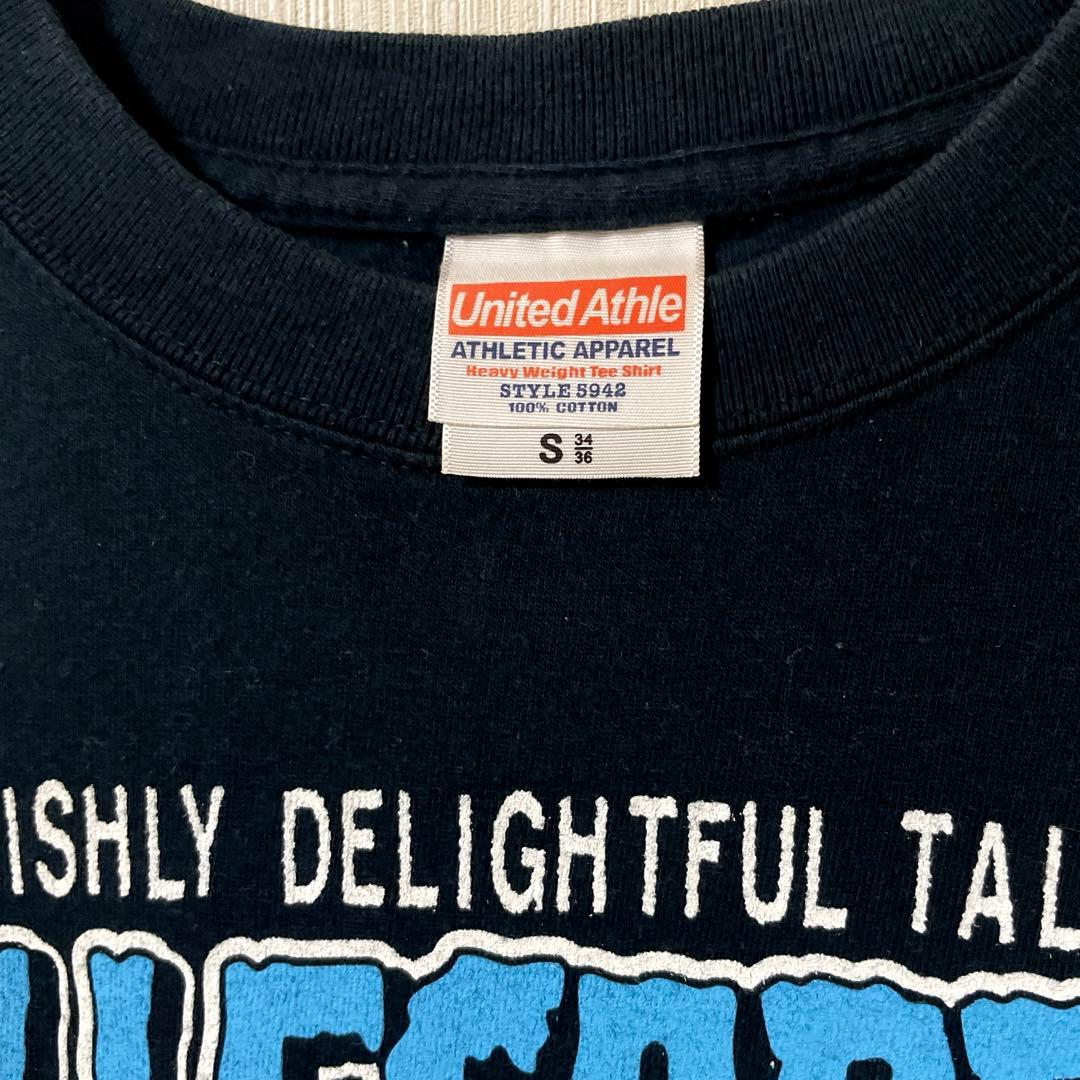 United Athle
ATHLETIC APPAREL
Heavy Weight Tee Shirt
STYLE 5942
100% COTTON
S 34/36
ISHLY DELIGHTFUL TAL